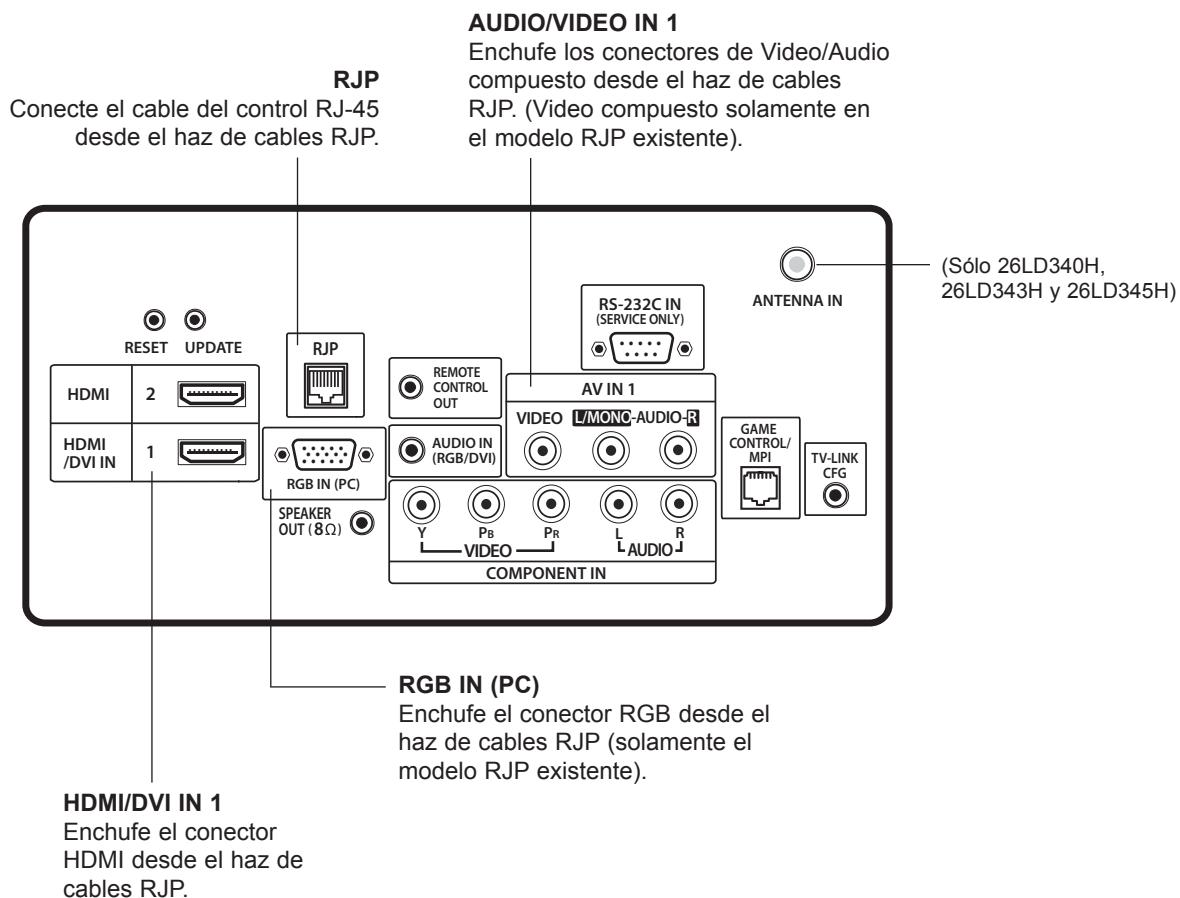 AUDIO/VIDEO IN 1
Enchufe los conectores de Video/Audio
compuesto desde el haz de cables
RJP. (Video compuesto solamente en
el modelo RJP existente).
RJP
Conecte el cable del control RJ-45
desde el haz de cables RJP.
(Sólo 26LD340H,
26LD343H y 26LD345H)
ANTENNA IN
RS-232C IN
(SERVICE ONLY)
RESET UPDATE
RJP
HDMI 2
HDMI
/DVI IN 1
REMOTE
CONTROL
OUT
AV IN 1
VIDEO L/MONO-AUDIO-R
AUDIO IN
(RGB/DVI)
GAME
CONTROL/
MPI
TV-LINK
CFG
RGB IN (PC)
SPEAKER
OUT (8Ω)
Y PB PR L R
VIDEO AUDIO
COMPONENT IN
RGB IN (PC)
Enchufe el conector RGB desde el
haz de cables RJP (solamente el
modelo RJP existente).
HDMI/DVI IN 1
Enchufe el conector
HDMI desde el haz de
cables RJP.